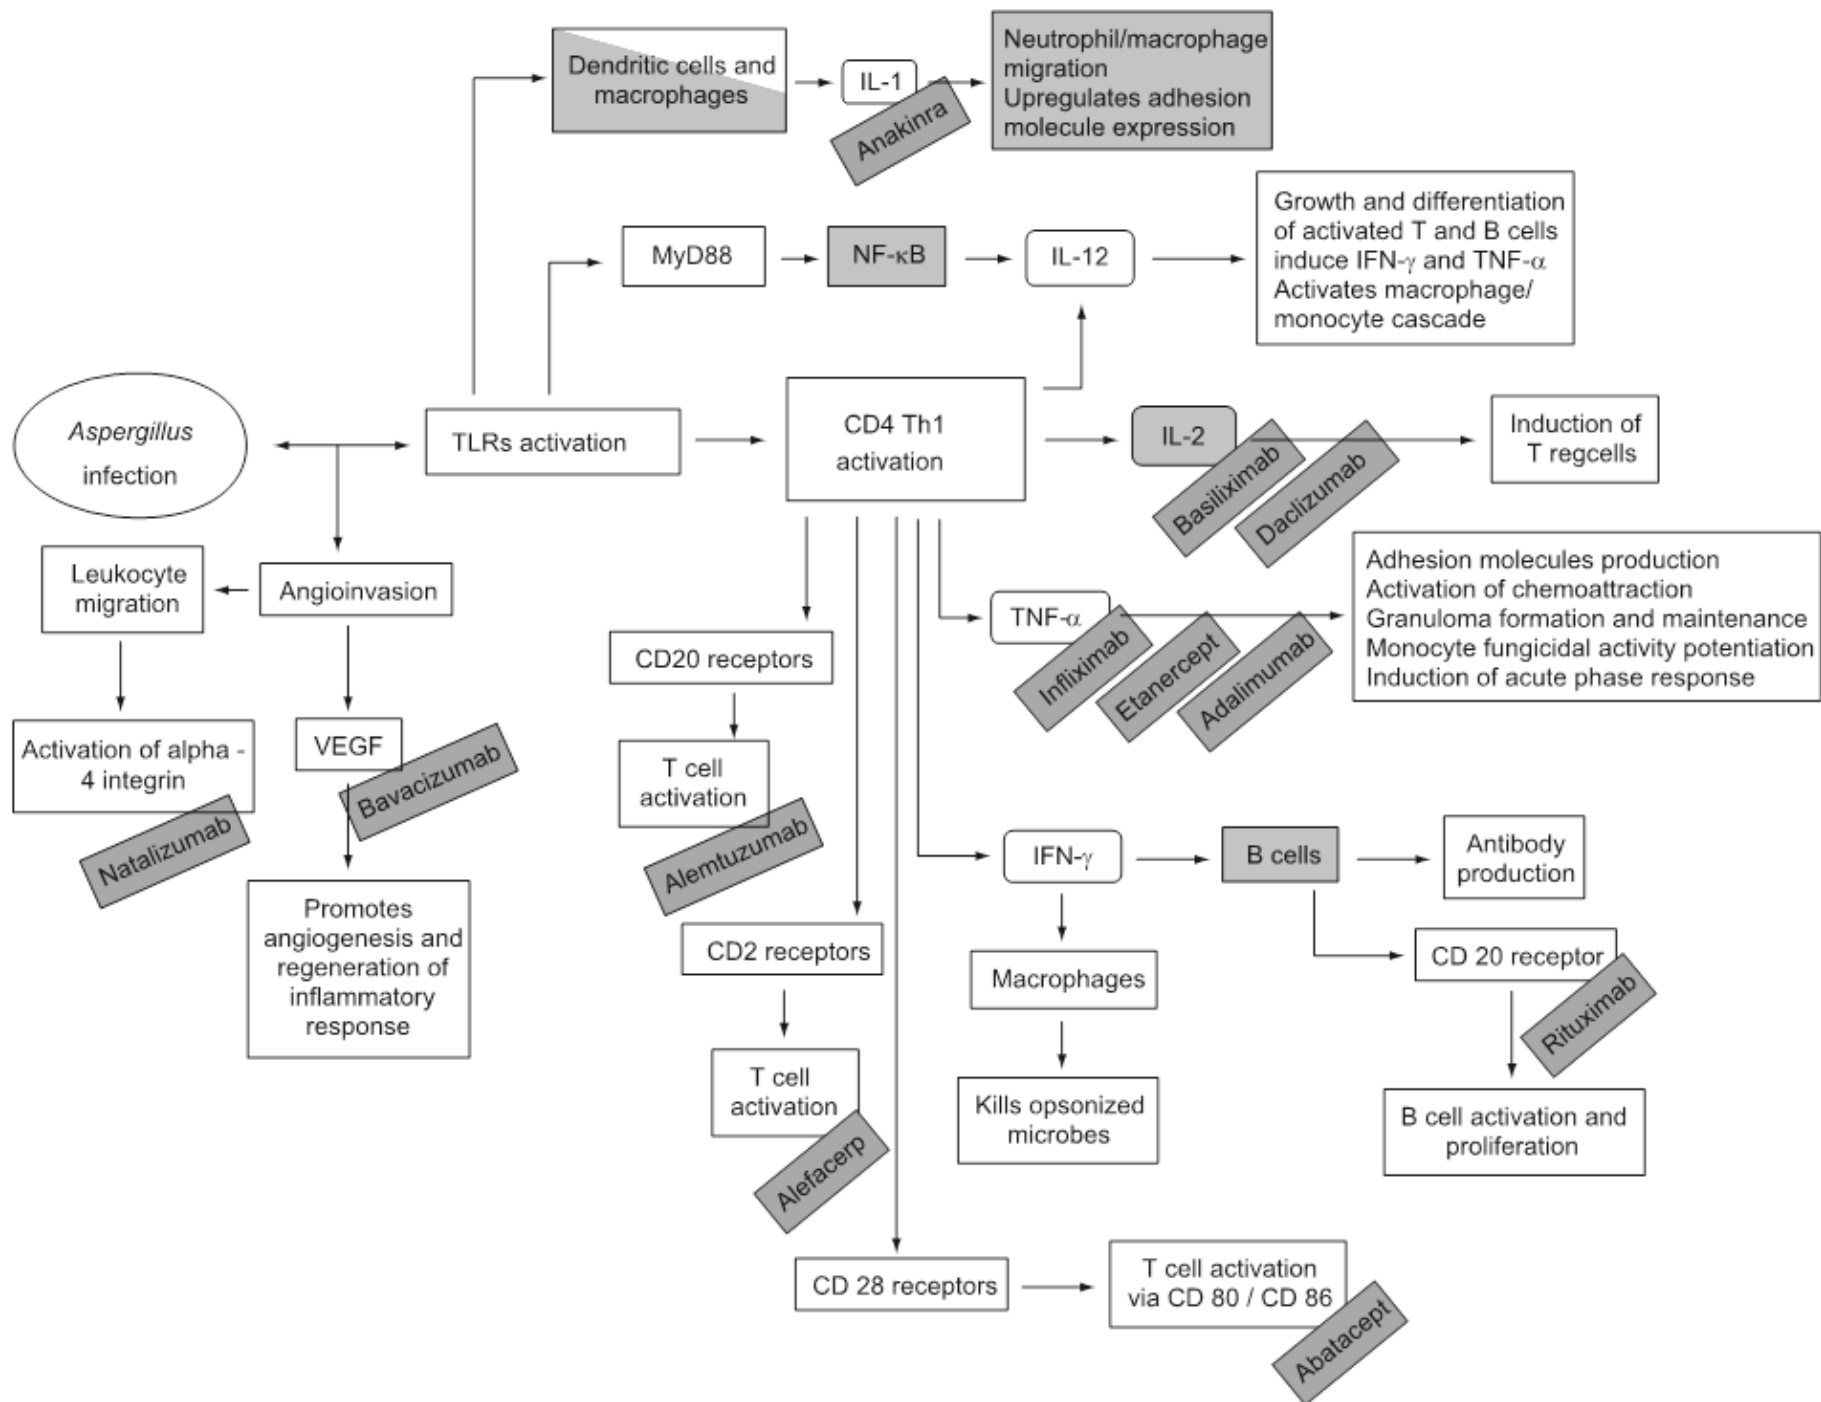 Dendritic cells and
macrophages
IL-1
Anakinra
Neutrophil/macrophage
migration
Upregulates adhesion
molecule expression
MyD88
NF-κB
IL-12
Growth and differentiation
of activated T and B cells
induce IFN-γ and TNF-α
Activates macrophage/
monocyte cascade
Aspergillus
infection
TLRs activation
CD4 Th1
activation
IL-2
Basiliximab
Daclizumab
Induction of
T regcells
Leukocyte
migration
Angioinvasion
TNF-α
Infliximab
Etanercept
Adalimumab
Adhesion molecules production
Activation of chemoattraction
Granuloma formation and maintenance
Monocyte fungicidal activity potentiation
Induction of acute phase response
CD20 receptors
Activation of alpha -
4 integrin
Natalizumab
VEGF
Bavacizumab
T cell
activation
Alemtuzumab
IFN-γ
B cells
Antibody
production
Promotes
angiogenesis and
regeneration of
inflammatory
response
CD2 receptors
Macrophages
CD 20 receptor
Rituximab
T cell
activation
Alefacerp
Kills opsonized
microbes
B cell activation and
proliferation
CD 28 receptors
T cell activation
via CD 80 / CD 86
Abatacept